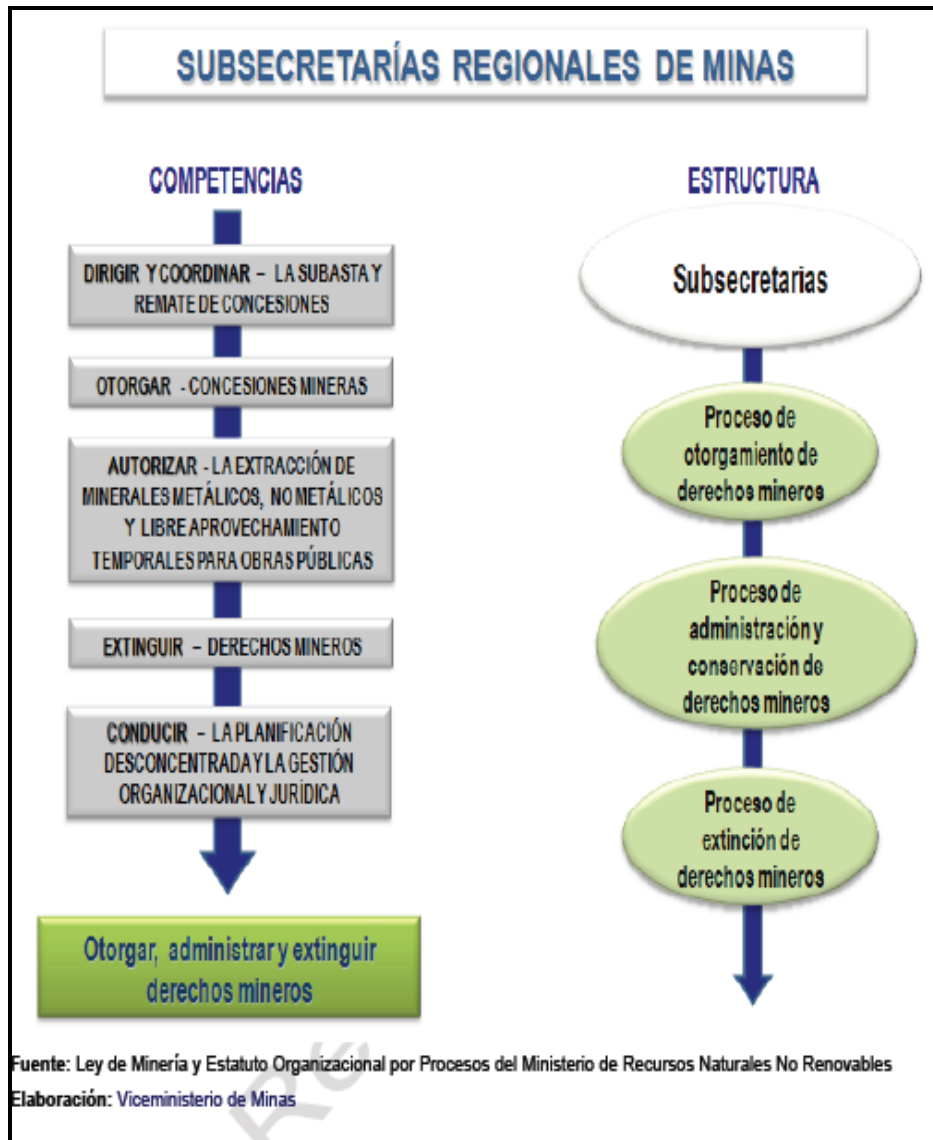 SUBSECRETARÍAS REGIONALES DE MINAS
COMPETENCIAS
DIRIGIR Y COORDINAR – LA SUBASTA Y
REMATE DE CONCESIONES
OTORGAR - CONCESIONES MINERAS
AUTORIZAR - LA EXTRACCIÓN DE
MINERALES METÁLICOS, NO METÁLICOS
Y LIBRE APROVECHAMIENTO
TEMPORALES PARA OBRAS PÚBLICAS
EXTINGUIR – DERECHOS MINEROS
CONDUCIR – LA PLANIFICACIÓN
DESCONCENTRADA Y LA GESTIÓN
ORGANIZACIONAL Y JURÍDICA
Otorgar, administrar y extinguir
derechos mineros
ESTRUCTURA
Subsecretarias
Proceso de
otorgamiento de
derechos mineros
Proceso de
administración y
conservación de
derechos mineros
Proceso de
extinción de
derechos mineros
Fuente: Ley de Minería y Estatuto Organizacional por Procesos del Ministerio de Recursos Naturales No Renovables
Elaboración: Viceministerio de Minas